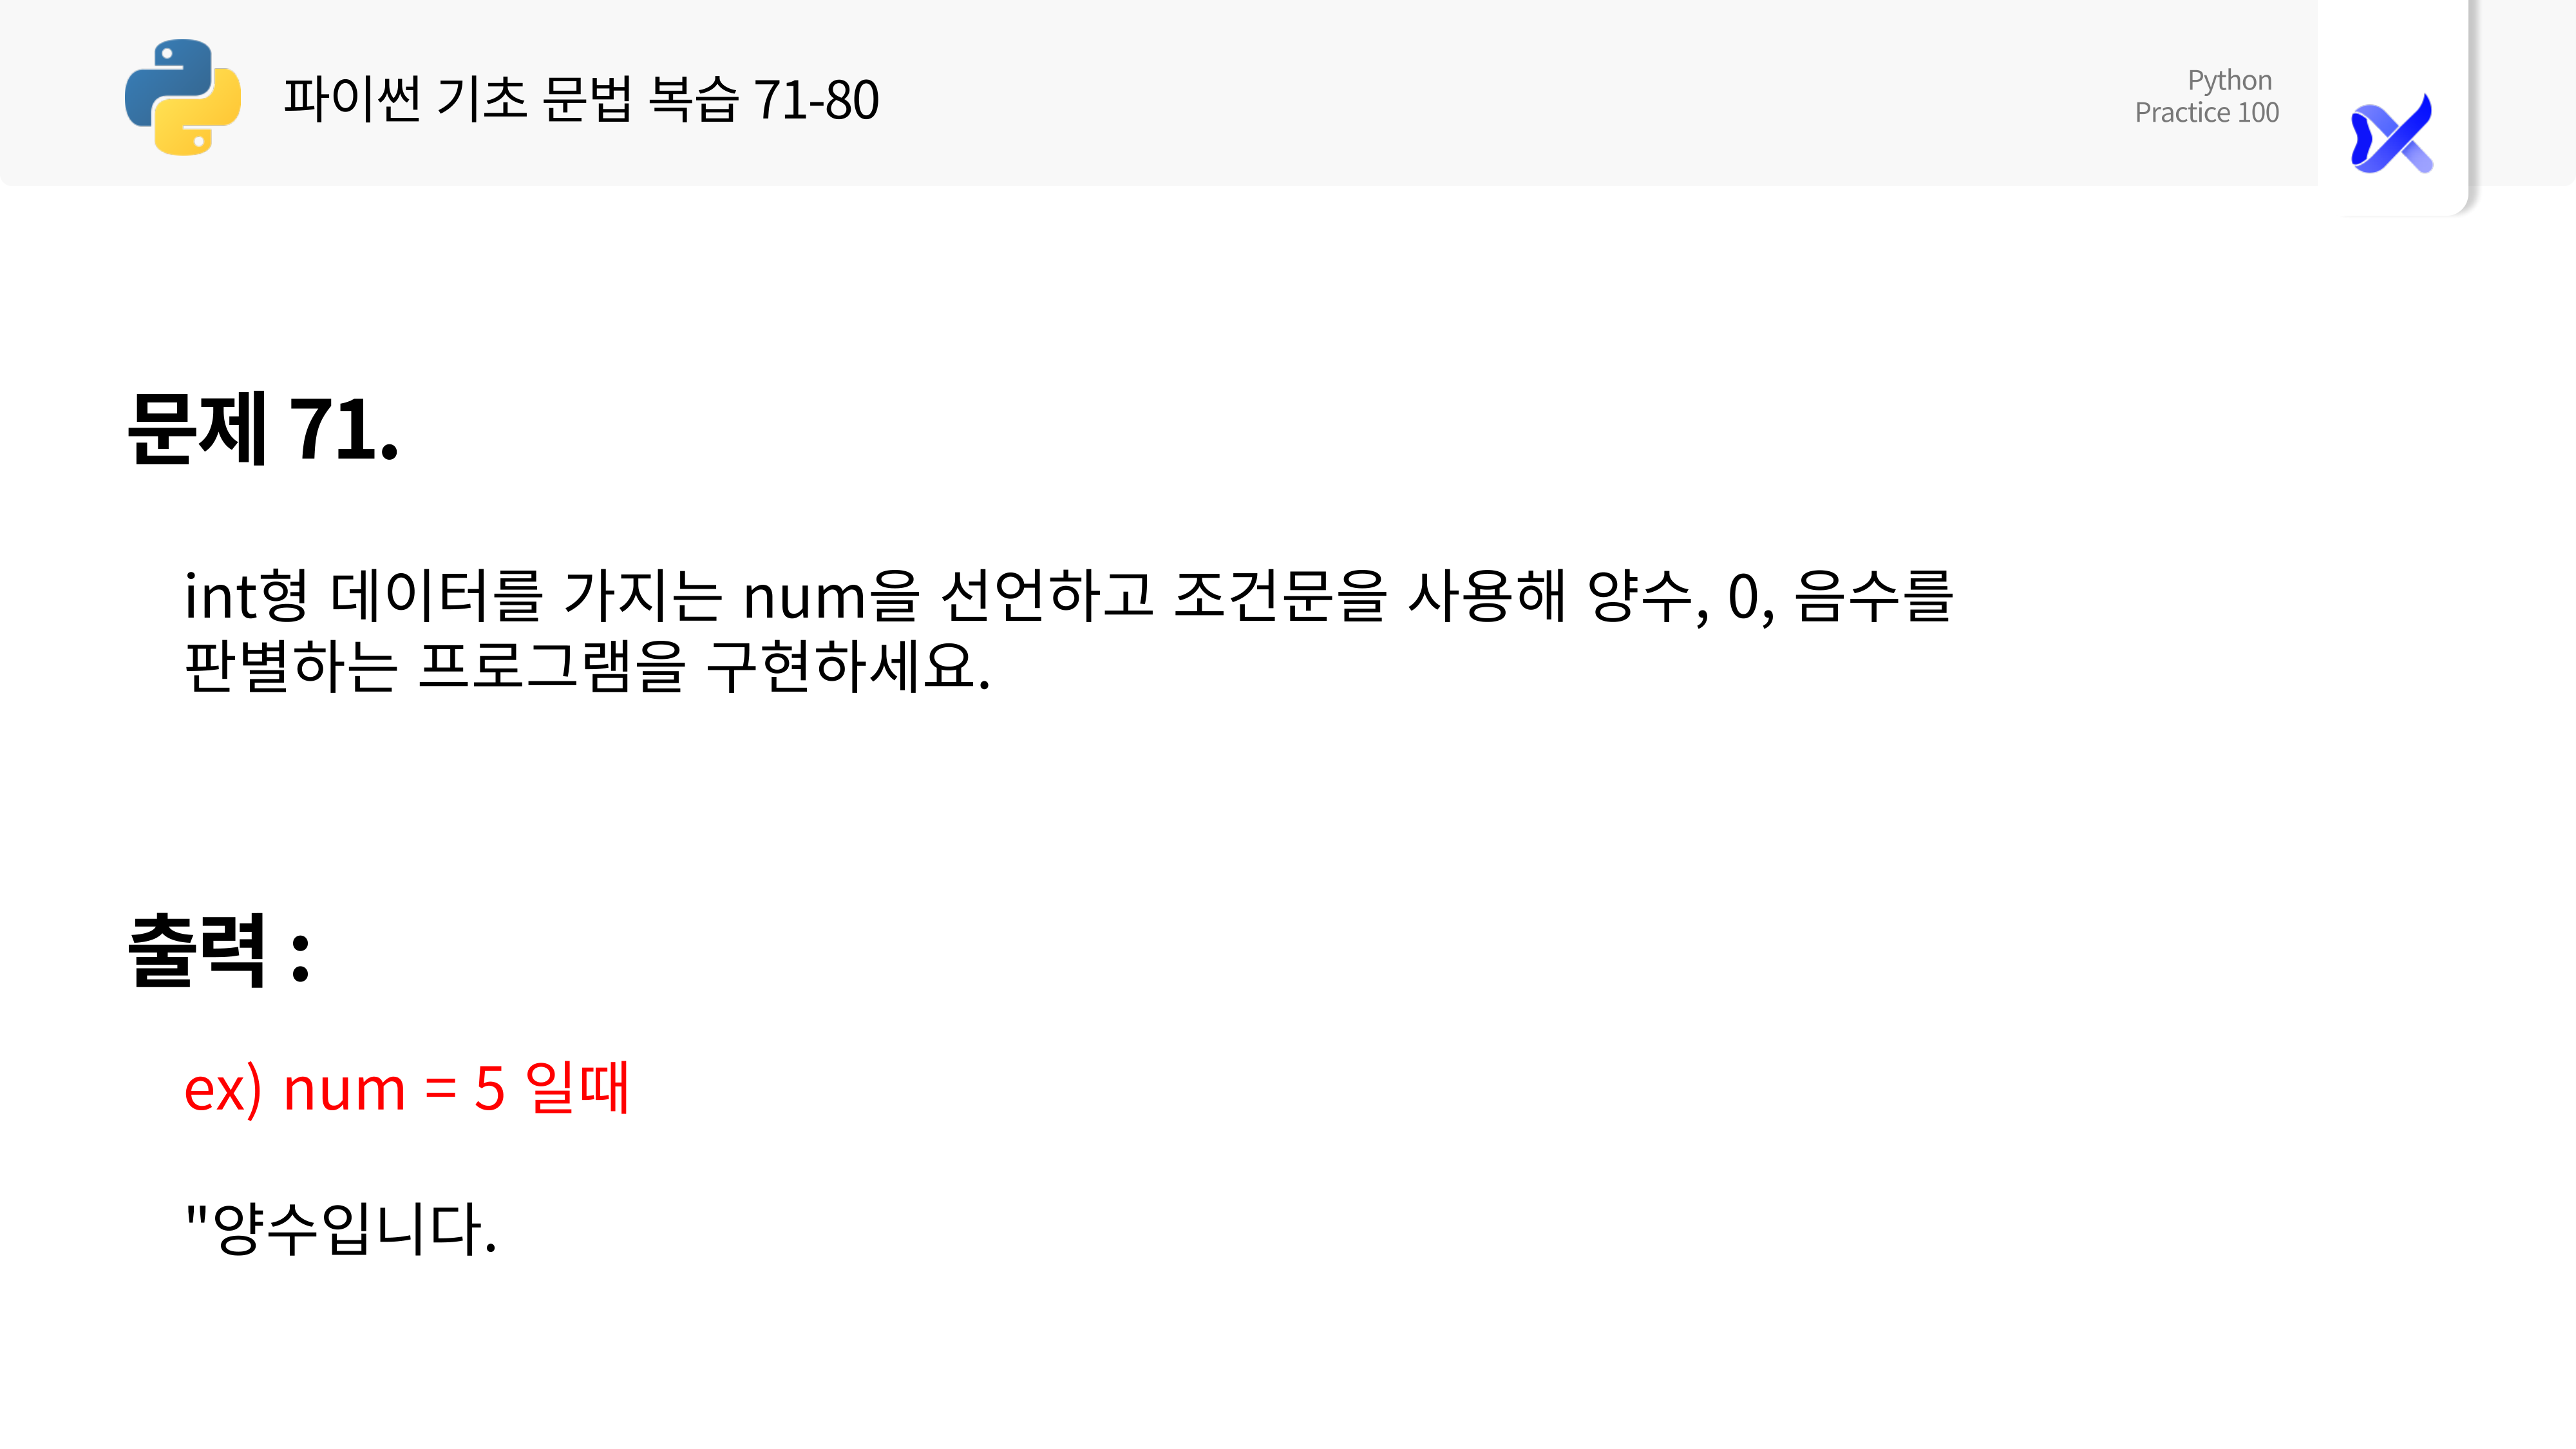 파이썬 기초 문법 복습 71-80
Python
Practice 100
문제 71.
int형 데이터를 가지는 num을 선언하고 조건문을 사용해 양수, 0, 음수를
판별하는 프로그램을 구현하세요.
출력 :
ex) num = 5 일때
"양수입니다.